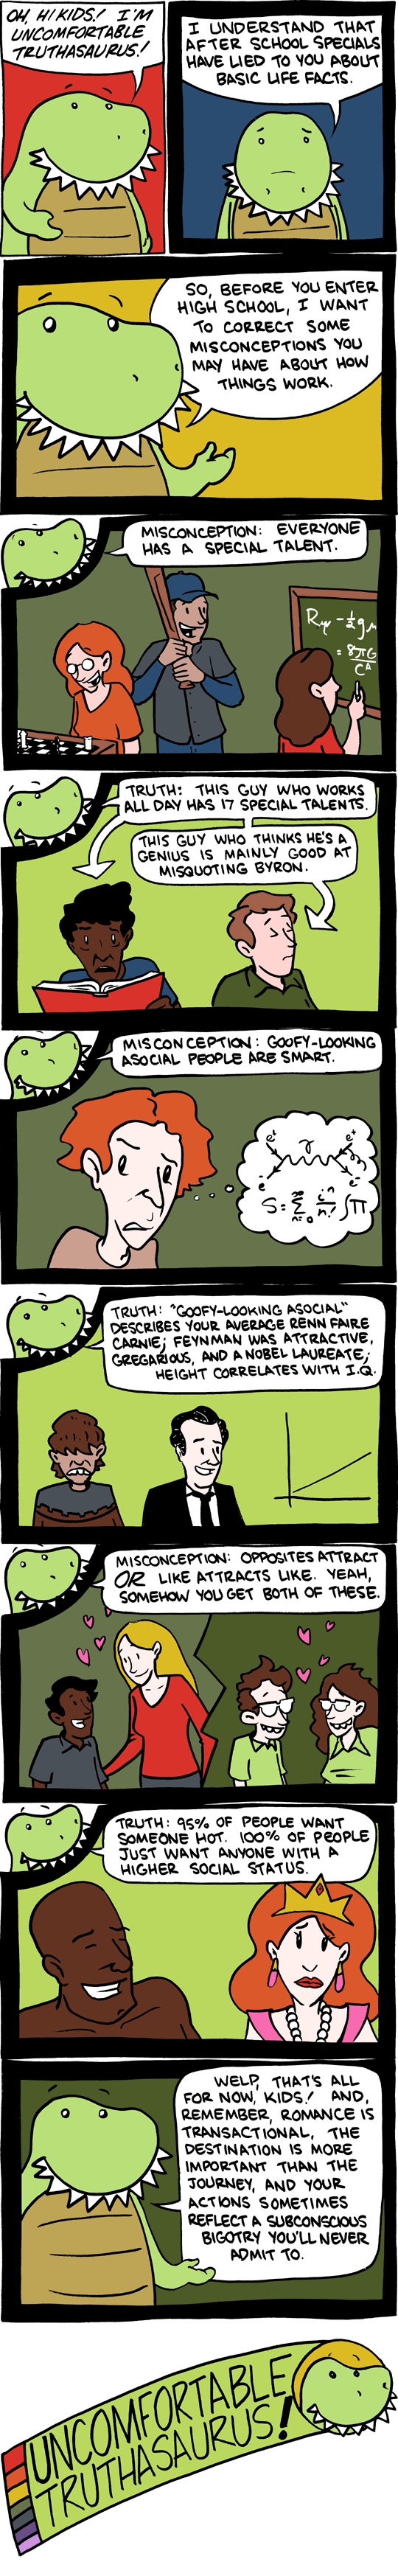 OH, HI KIDS! I'M
UNCOMFORTABLE
TRUTHASAURUS!
I UNDERSTAND THAT
AFTER SCHOOL SPECIALS
HAVE LIED TO YOU ABOUT
BASIC LIFE FACTS.
SO, BEFORE YOU ENTER
HIGH SCHOOL, I WANT
TO CORRECT SOME
MISCONCEPTIONS YOU
MAY HAVE ABOUT HOW
THINGS WORK.
MISCONCEPTION: EVERYONE
HAS A SPECIAL TALENT.
= 8πG
TRUTH: THIS GUY WHO WORKS
ALL DAY HAS 17 SPECIAL TALENTS.
THIS GUY WHO THINKS HE'S A
GENIUS IS MAINLY GOOD AT
MISQUOTING BYRON.
MISCONCEPTION: GOOFY-LOOKING
ASOCIAL PEOPLE ARE SMART.
TRUTH: "GOOFY-LOOKING ASOCIAL"
DESCRIBES YOUR AVERAGE RENN FAIRE
CARNIE; FEYNMAN WAS ATTRACTIVE,
GREGARIOUS, AND A NOBEL LAUREATE;
HEIGHT CORRELATES WITH I.Q.
MISCONCEPTION: OPPOSITES ATTRACT
OR LIKE ATTRACTS LIKE. YEAH,
SOMEHOW YOU GET BOTH OF THESE.
TRUTH: 95% OF PEOPLE WANT
SOMEONE HOT. 100% OF PEOPLE
JUST WANT ANYONE WITH A
HIGHER SOCIAL STATUS.
WELP, THAT'S ALL
FOR NOW, KIDS! AND,
REMEMBER, ROMANCE IS
TRANSACTIONAL, THE
DESTINATION IS MORE
IMPORTANT THAN THE
JOURNEY, AND YOUR
ACTIONS SOMETIMES
REFLECT A SUBCONSCIOUS
BIGOTRY YOU'LL NEVER
ADMIT TO.
UNCOMFORTABLE
TRUTHASAURUS!